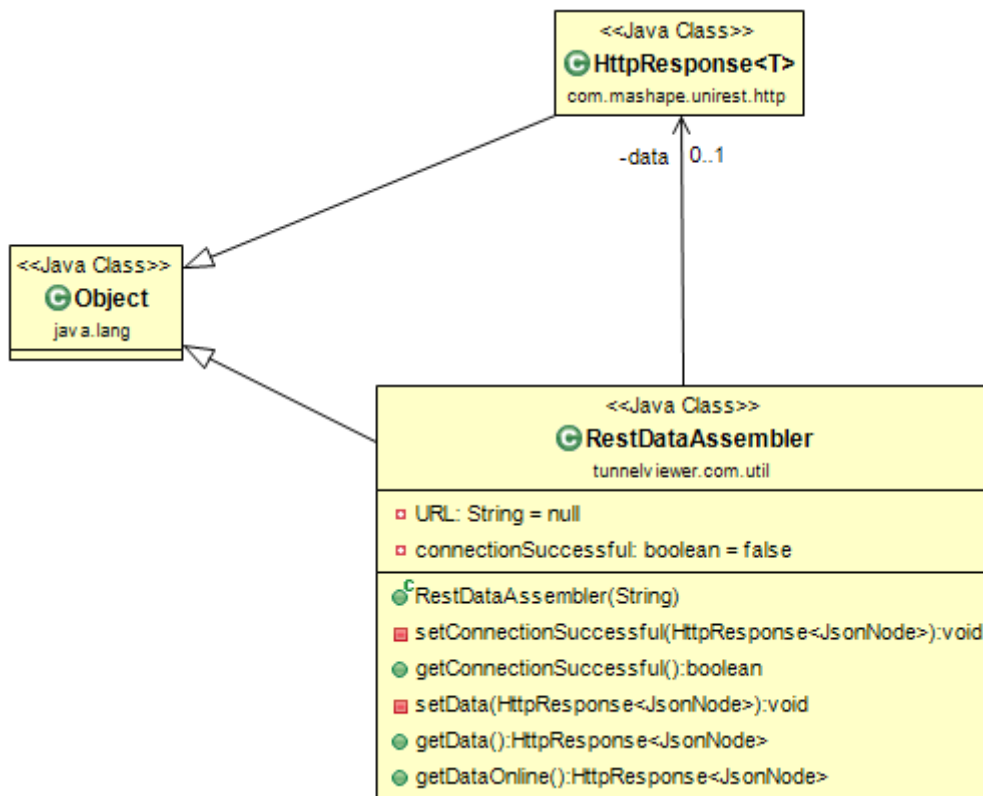 <<Java Class>>
HttpResponse<T>
com.mashape.unirest.http
-data 0..1
<<Java Class>>
Object
java.lang
<<Java Class>>
RestDataAssembler
tunnelviewer.com.util
URL: String = null
connectionSuccessful: boolean = false
RestDataAssembler(String)
setConnectionSuccessful(HttpResponse<JsonNode>):void
getConnectionSuccessful():boolean
setData(HttpResponse<JsonNode>):void
getData():HttpResponse<JsonNode>
getDataOnline():HttpResponse<JsonNode>